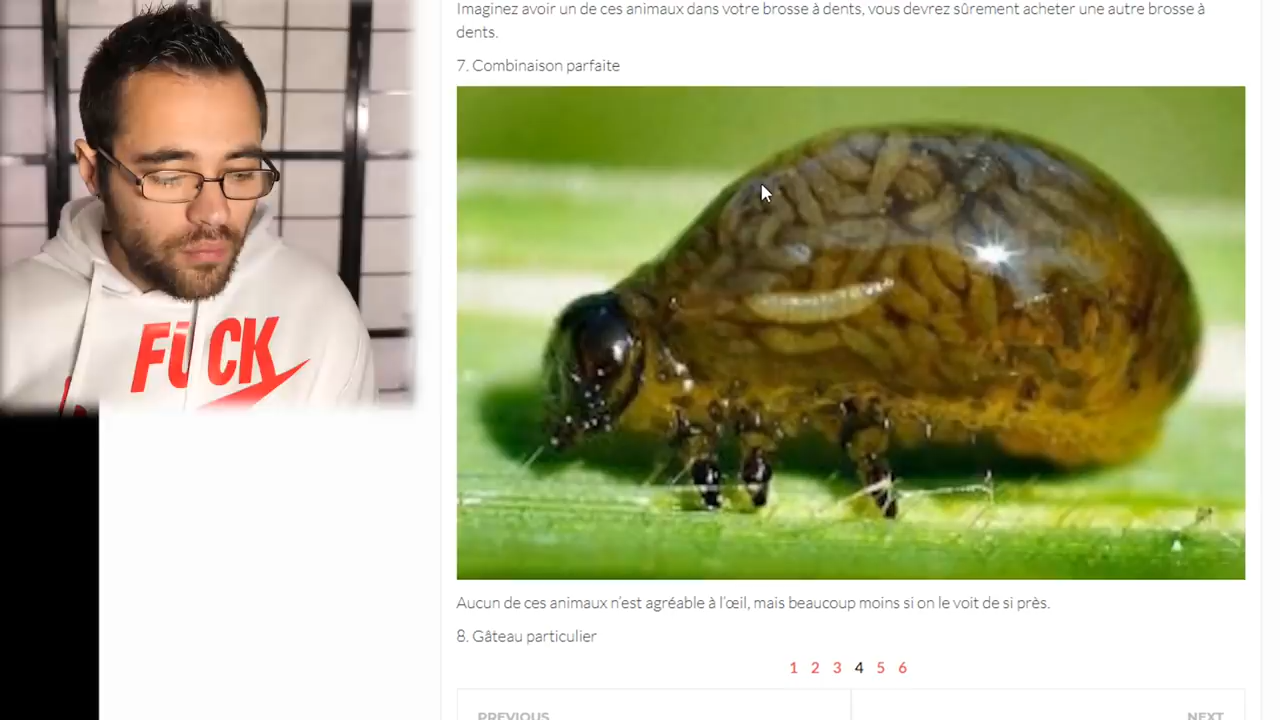 Imaginez avoir un de ces animaux dans votre brosse à dents, vous devrez sûrement acheter une autre brosse à
dents.
7. Combinaison parfaite
FUCK
Aucun de ces animaux n'est agréable à l'œil, mais beaucoup moins si on le voit de si près.
8. Gâteau particulier
1 2 3 4 5 6
PREVIOUS
NEXT